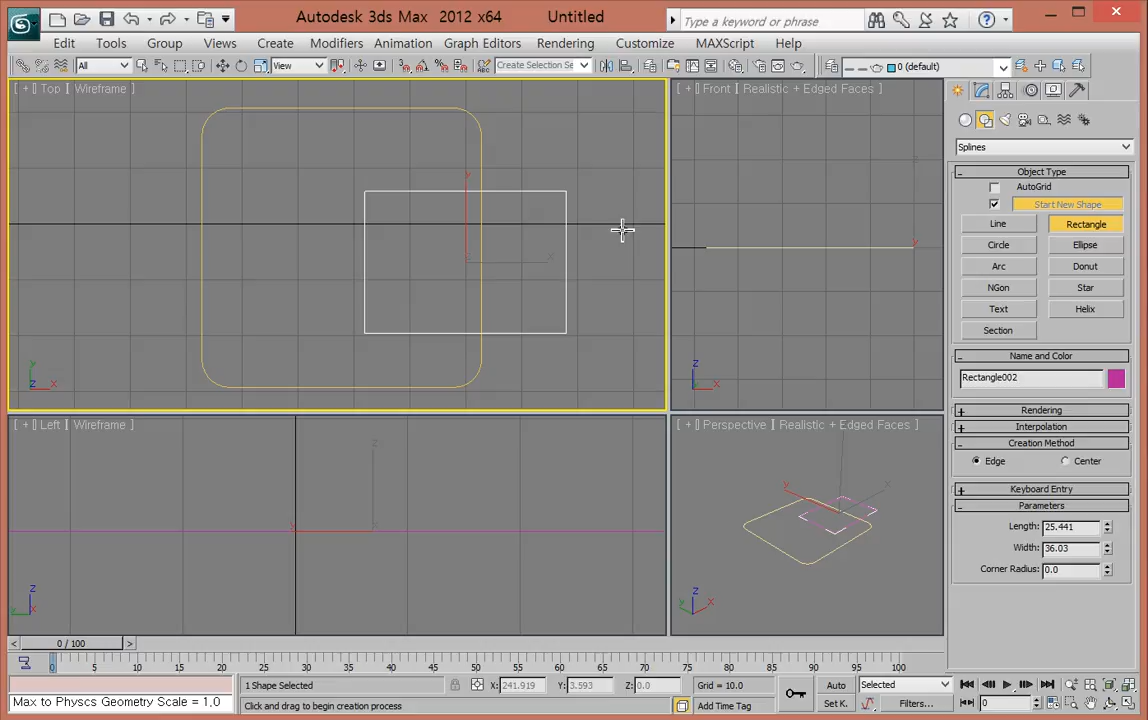 Autodesk 3ds Max 2012 x64 Untitled
Type a keyword or phrase
Edit Tools Group Views Create Modifiers Animation Graph Editors Rendering Customize MAXScript Help
All View Create Selection Se 0 (default)
[ + ] Top ] Wireframe ]
[ + ] Front ] Realistic + Edged Faces ]
Splines
Object Type
AutoGrid
Start New Shape
Line Rectangle
Circle Ellipse
Arc Donut
NGon Star
Text Helix
Section
Name and Color
Rectangle002
Rendering
Interpolation
Creation Method
Edge Center
Keyboard Entry
Parameters
Length: 25.441
Width: 36.03
Corner Radius: 0.0
[ + ] Left ] Wireframe ]
[ + ] Perspective ] Realistic + Edged Faces ]
< 0 / 100 >
0 5 10 15 20 25 30 35 40 45 50 55 60 65 70 75 80 85 90 95 100
1 Shape Selected X: 241.919 Y: 3.593 Z: 0.0 Grid = 10.0 Auto Selected
Max to Physcs Geometry Scale = 1,0 Click and drag to begin creation process Add Time Tag Set K. Filters... 0